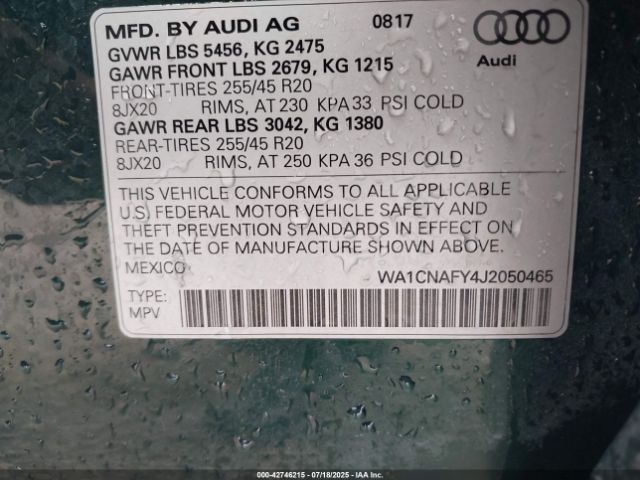 MFD. BY AUDI AG 0817
GVWR LBS 5456, KG 2475
GAWR FRONT LBS 2679, KG 1215
FRONT-TIRES 255/45 R20
8JX20 RIMS, AT 230 KPA 33 PSI COLD
GAWR REAR LBS 3042, KG 1380
REAR-TIRES 255/45 R20
8JX20 RIMS, AT 250 KPA 36 PSI COLD
Audi
THIS VEHICLE CONFORMS TO ALL APPLICABLE
U.S. FEDERAL MOTOR VEHICLE SAFETY AND
THEFT PREVENTION STANDARDS IN EFFECT ON
THE DATE OF MANUFACTURE SHOWN ABOVE.
MEXICO WA1CNAFY4J2050465
TYPE:
MPV
000-42746215 - 07/18/2025 - IAA Inc.